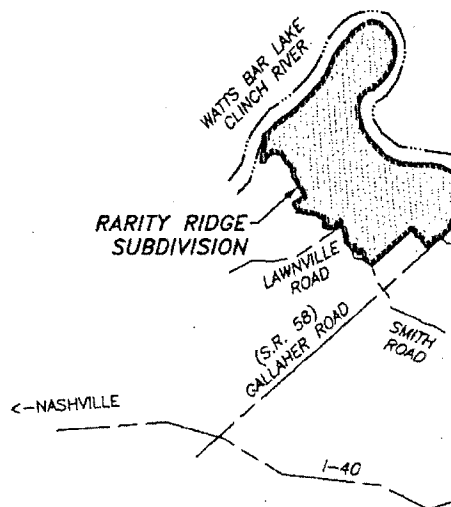 WATTS BAR LAKE
CLINCH RIVER
RARITY RIDGE
SUBDIVISION
LAWNVILLE
ROAD
(S.R. 58)
GALLAHER ROAD
SMITH
ROAD
<-NASHVILLE
I-40